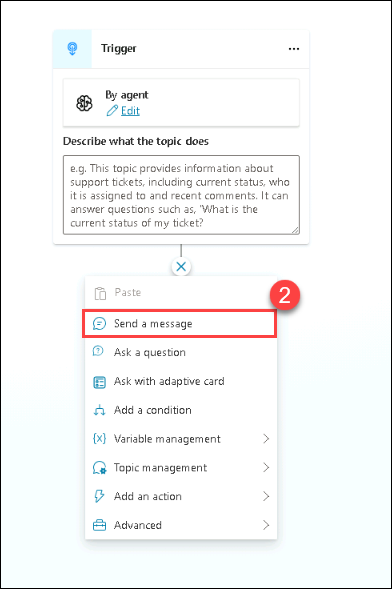 Trigger
...
By agent
Edit
Describe what the topic does
e.g. This topic provides information about
support tickets, including current status, who
it is assigned to and recent comments. It can
answer questions such as, 'What is the
current status of my ticket?
Paste
2
Send a message
Ask a question
Ask with adaptive card
Add a condition
{x} Variable management
Topic management
Add an action
Advanced